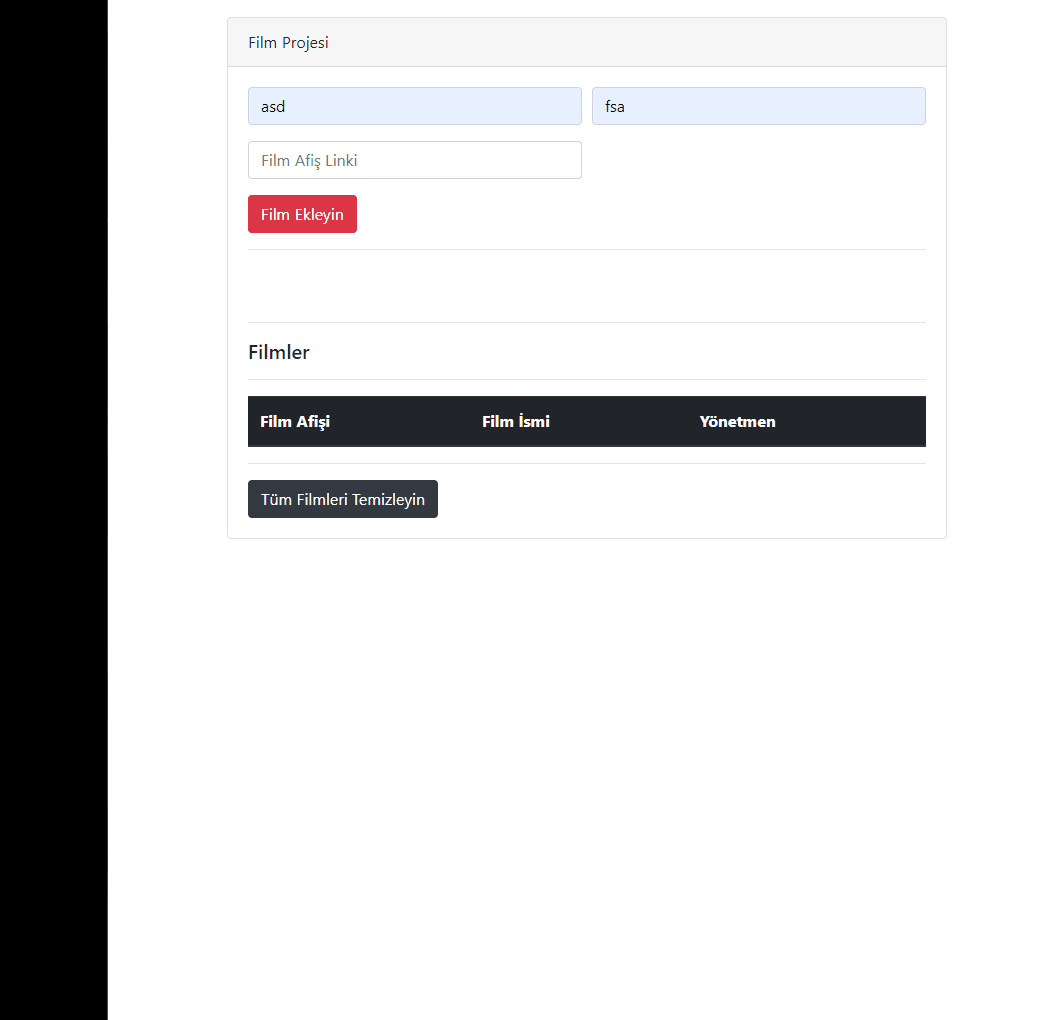 Film Projesi
asd fsa
Film Afiş Linki
Film Ekleyin
Filmler
Film Afişi Film İsmi Yönetmen
Tüm Filmleri Temizleyin